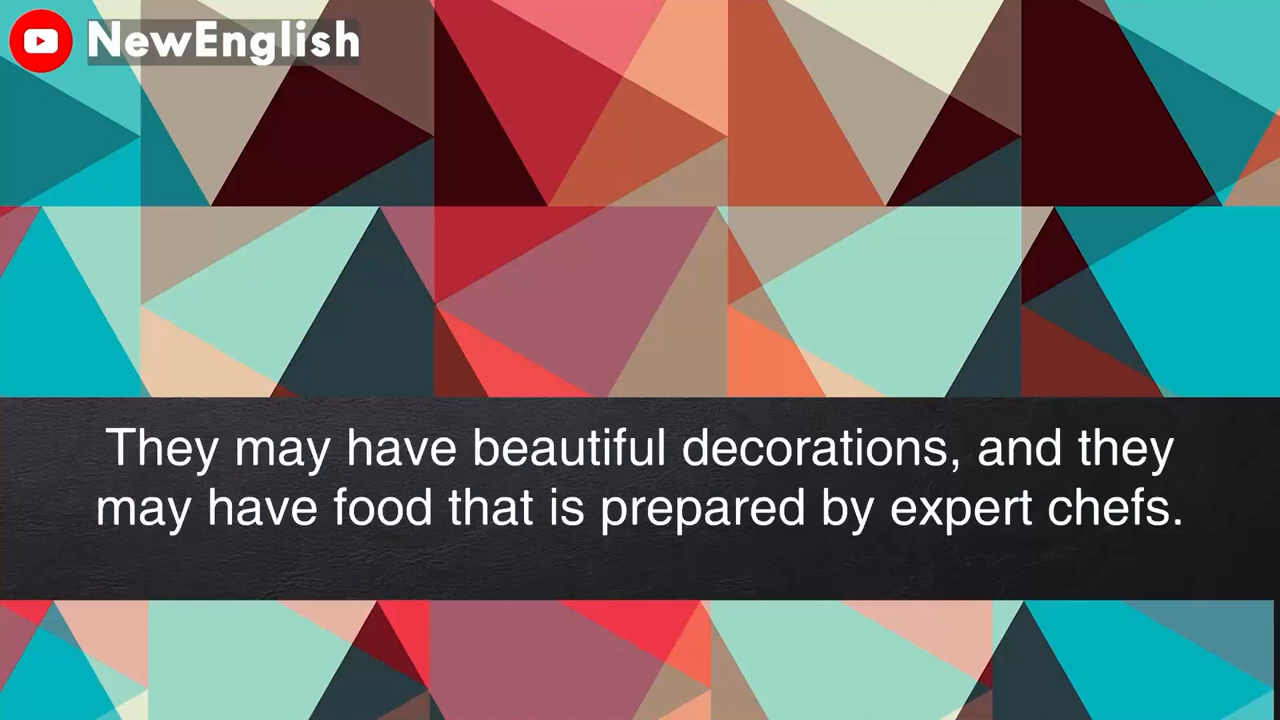 NewEnglish
They may have beautiful decorations, and they
may have food that is prepared by expert chefs.